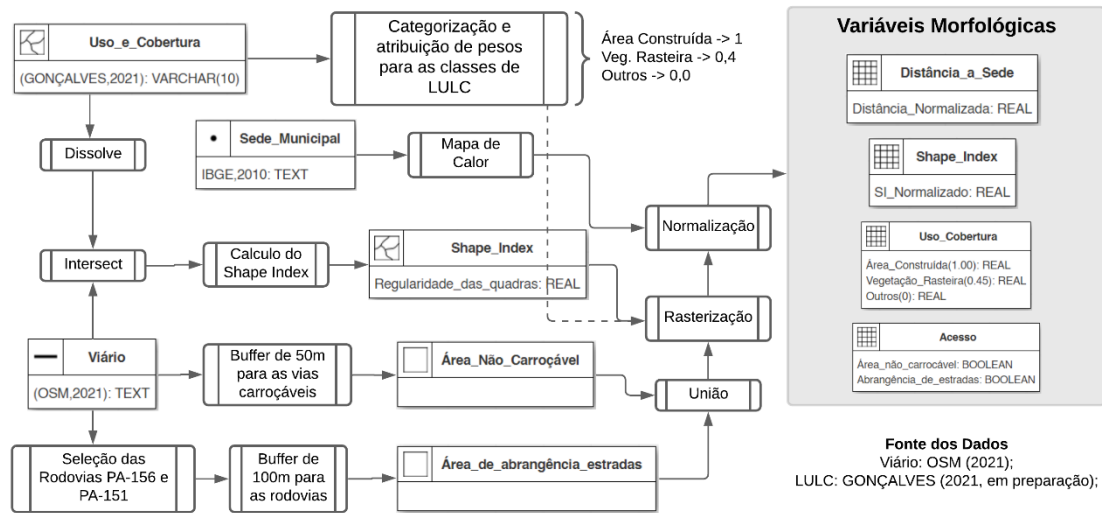 Uso_e_Cobertura
(GONÇALVES,2021): VARCHAR(10)
Categorização e
atribuição de pesos
para as classes de
LULC
Área Construída -> 1
Veg. Rasteira -> 0,4
Outros -> 0,0
Dissolve
Sede_Municipal
IBGE,2010: TEXT
Mapa de
Calor
Normalização
Intersect
Calculo do
Shape Index
Shape_Index
Regularidade_das_quadras: REAL
Rasterização
Viário
(OSM,2021): TEXT
Buffer de 50m
para as vias
carroçáveis
Área_Não_Carroçável
União
Seleção das
Rodovias PA-156 e
PA-151
Buffer de
100m para
as rodovias
Área_de_abrangência_estradas
Variáveis Morfológicas
Distância_a_Sede
Distância_Normalizada: REAL
Shape_Index
SI_Normalizado: REAL
Uso_Cobertura
Área_Construída(1.00): REAL
Vegetação_Rasteira(0.45): REAL
Outros(0): REAL
Acesso
Área_não_carrocável: BOOLEAN
Abrangência_de_estradas: BOOLEAN
Fonte dos Dados
Viário: OSM (2021);
LULC: GONÇALVES (2021, em preparação);